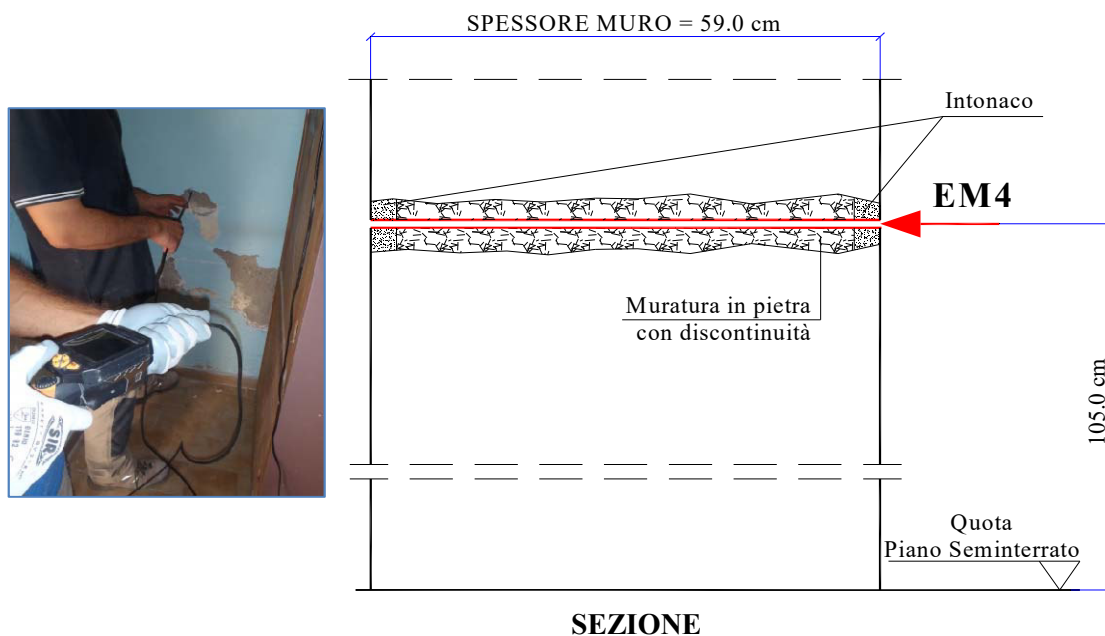 SPESSORE MURO = 59.0 cm
Intonaco
EM4
Muratura in pietra
con discontinuità
105.0 cm
Quota
Piano Seminterrato
SEZIONE
SIR